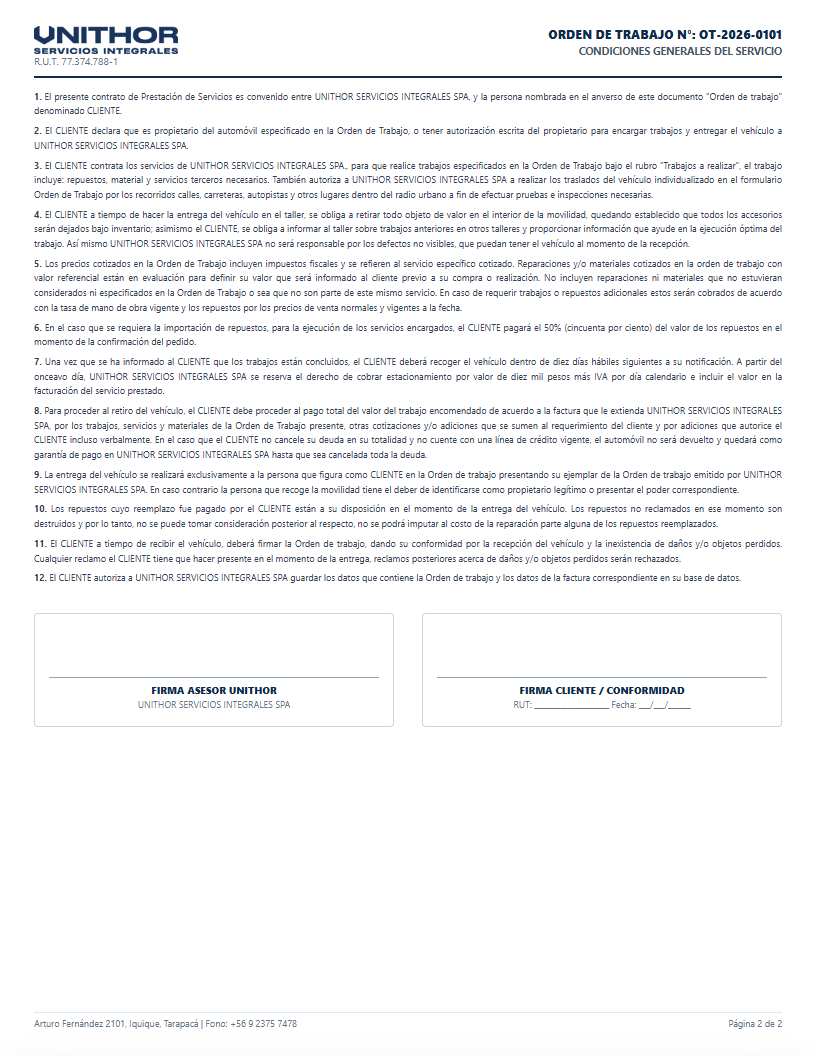 UNITHOR
SERVICIOS INTEGRALES
R.U.T. 77.374.788-1
ORDEN DE TRABAJO N°: OT-2026-0101
CONDICIONES GENERALES DEL SERVICIO
1. El presente contrato de Prestación de Servicios es convenido entre UNITHOR SERVICIOS INTEGRALES SPA, y la persona nombrada en el anverso de este documento "Orden de trabajo"
denominado CLIENTE.
2. El CLIENTE declara que es propietario del automóvil especificado en la Orden de Trabajo, o tener autorización escrita del propietario para encargar trabajos y entregar el vehículo a
UNITHOR SERVICIOS INTEGRALES SPA.
3. El CLIENTE contrata los servicios de UNITHOR SERVICIOS INTEGRALES SPA., para que realice trabajos especificados en la Orden de Trabajo bajo el rubro "Trabajos a realizar", el trabajo
incluye: repuestos, material y servicios terceros necesarios. También autoriza a UNITHOR SERVICIOS INTEGRALES SPA a realizar los traslados del vehículo individualizado en el formulario
Orden de Trabajo por los recorridos calles, carreteras, autopistas y otros lugares dentro del radio urbano a fin de efectuar pruebas e inspecciones necesarias.
4. El CLIENTE a tiempo de hacer la entrega del vehículo en el taller, se obliga a retirar todo objeto de valor en el interior de la movilidad, quedando establecido que todos los accesorios
serán dejados bajo inventario; asimismo el CLIENTE, se obliga a informar al taller sobre trabajos anteriores en otros talleres y proporcionar información que ayude en la ejecución óptima del
trabajo. Así mismo UNITHOR SERVICIOS INTEGRALES SPA no será responsable por los defectos no visibles, que puedan tener el vehículo al momento de la recepción.
5. Los precios cotizados en la Orden de Trabajo incluyen impuestos fiscales y se refieren al servicio específico cotizado. Reparaciones y/o materiales cotizados en la orden de trabajo con
valor referencial están en evaluación para definir su valor que será informado al cliente previo a su compra o realización. No incluyen reparaciones ni materiales que no estuvieran
considerados ni especificados en la Orden de Trabajo o sea que no son parte de este mismo servicio. En caso de requerir trabajos o repuestos adicionales estos serán cobrados de acuerdo
con la tasa de mano de obra vigente y los repuestos por los precios de venta normales y vigentes a la fecha.
6. En el caso que se requiera la importación de repuestos, para la ejecución de los servicios encargados, el CLIENTE pagará el 50% (cincuenta por ciento) del valor de los repuestos en el
momento de la confirmación del pedido.
7. Una vez que se ha informado al CLIENTE que los trabajos están concluidos, el CLIENTE deberá recoger el vehículo dentro de diez días hábiles siguientes a su notificación. A partir del
onceavo día, UNITHOR SERVICIOS INTEGRALES SPA se reserva el derecho de cobrar estacionamiento por valor de diez mil pesos más IVA por día calendario e incluir el valor en la
facturación del servicio prestado.
8. Para proceder al retiro del vehículo, el CLIENTE debe proceder al pago total del valor del trabajo encomendado de acuerdo a la factura que le extienda UNITHOR SERVICIOS INTEGRALES
SPA, por los trabajos, servicios y materiales de la Orden de Trabajo presente, otras cotizaciones y/o adiciones que se sumen al requerimiento del cliente y por adiciones que autorice el
CLIENTE incluso verbalmente. En el caso que el CLIENTE no cancele su deuda en su totalidad y no cuente con una línea de crédito vigente, el automóvil no será devuelto y quedará como
garantía de pago en UNITHOR SERVICIOS INTEGRALES SPA hasta que sea cancelada toda la deuda.
9. La entrega del vehículo se realizará exclusivamente a la persona que figura como CLIENTE en la Orden de trabajo presentando su ejemplar de la Orden de trabajo emitido por UNITHOR
SERVICIOS INTEGRALES SPA. En caso contrario la persona que recoge la movilidad tiene el deber de identificarse como propietario legítimo o presentar el poder correspondiente.
10. Los repuestos cuyo reemplazo fue pagado por el CLIENTE están a su disposición en el momento de la entrega del vehículo. Los repuestos no reclamados en ese momento son
destruidos y por lo tanto, no se puede tomar consideración posterior al respecto, no se podrá imputar al costo de la reparación parte alguna de los repuestos reemplazados.
11. El CLIENTE a tiempo de recibir el vehículo, deberá firmar la Orden de trabajo, dando su conformidad por la recepción del vehículo y la inexistencia de daños y/o objetos perdidos.
Cualquier reclamo el CLIENTE tiene que hacer presente en el momento de la entrega, reclamos posteriores acerca de daños y/o objetos perdidos serán rechazados.
12. El CLIENTE autoriza a UNITHOR SERVICIOS INTEGRALES SPA guardar los datos que contiene la Orden de trabajo y los datos de la factura correspondiente en su base de datos.
FIRMA ASESOR UNITHOR
UNITHOR SERVICIOS INTEGRALES SPA
FIRMA CLIENTE / CONFORMIDAD
RUT: ________________ Fecha: __/__/____
Arturo Fernández 2101, Iquique, Tarapacá | Fono: +56 9 2375 7478
Página 2 de 2